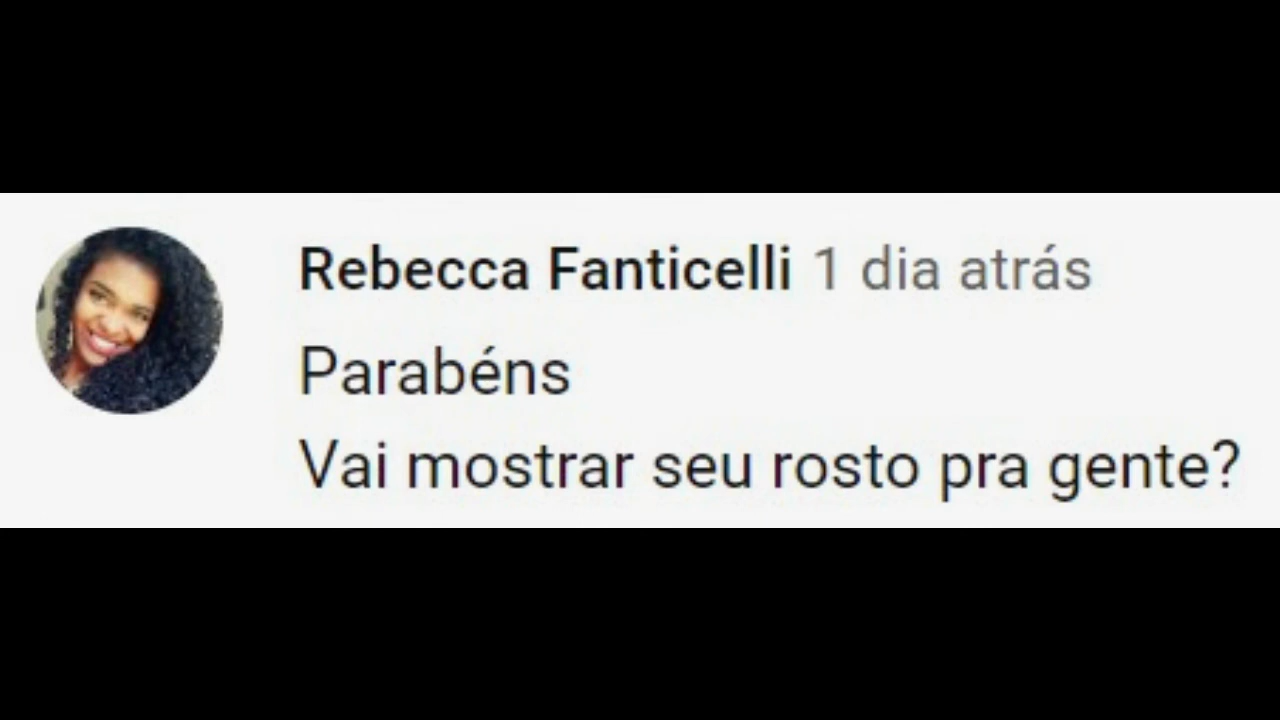 Rebecca Fanticelli 1 dia atrás
Parabéns
Vai mostrar seu rosto pra gente?